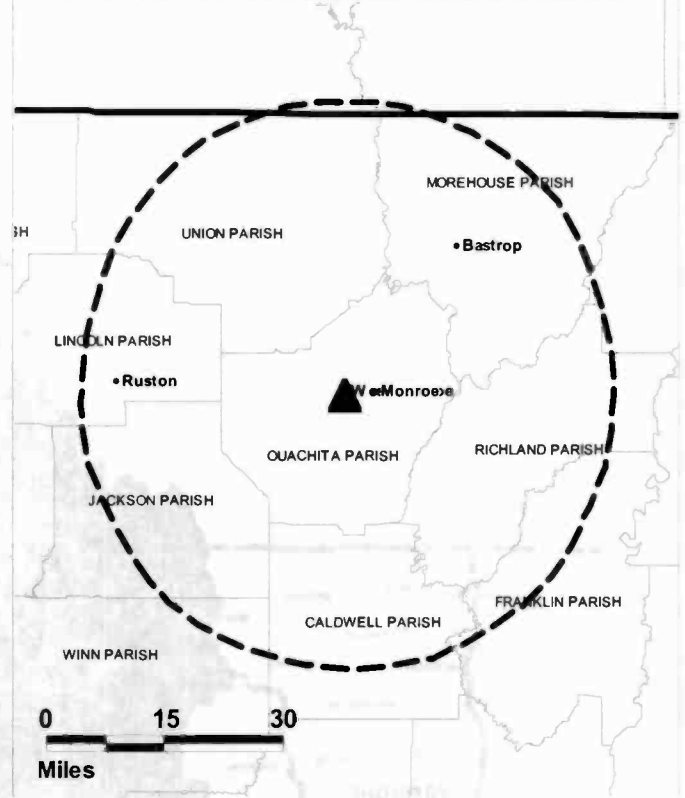 MOREHOUSE PARISH
UNION PARISH
SH
Bastrop
LINCOLN PARISH
Ruston
Monroe
OUACHITA PARISH
RICHLAND PARISH
JACKSON PARISH
FRANKLIN PARISH
CALDWELL PARISH
WINN PARISH
0 15 30
Miles